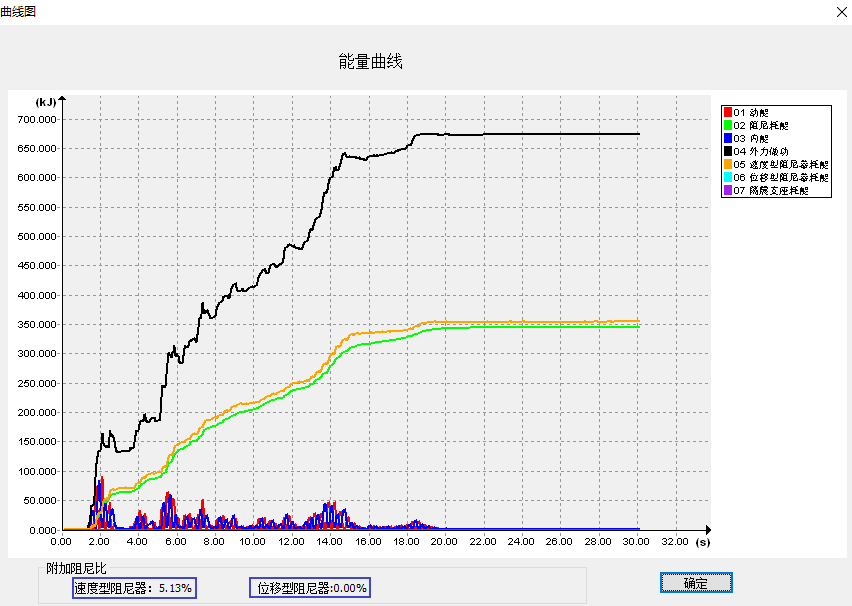 曲线图
能量曲线
(kJ)
700.000
650.000
600.000
550.000
500.000
450.000
400.000
350.000
300.000
250.000
200.000
150.000
100.000
50.000
0.000
0.00 2.00 4.00 6.00 8.00 10.00 12.00 14.00 16.00 18.00 20.00 22.00 24.00 26.00 28.00 30.00 32.00 (s)
01 动能
02 阻尼耗能
03 内能
04 外力做功
05 速度型阻尼器耗能
06 位移型阻尼器耗能
07 隔震支座耗能
附加阻尼比
速度型阻尼器: 5.13% 位移型阻尼器:0.00%
确定